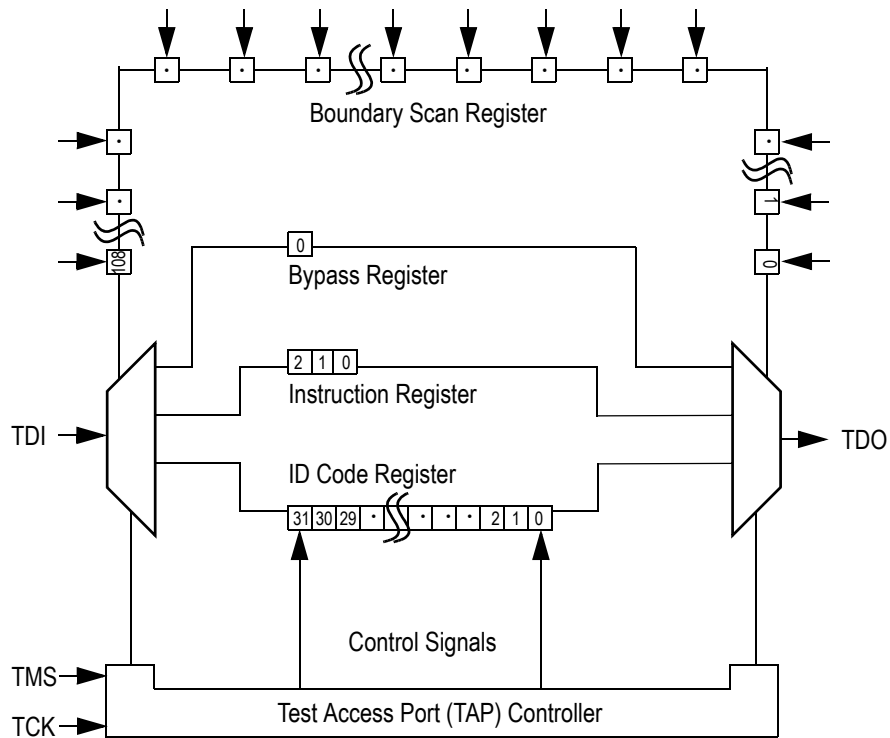 Boundary Scan Register
1
108
0
0
Bypass Register
2 1 0
Instruction Register
TDI
TDO
ID Code Register
31 30 29 · · · · 2 1 0
Control Signals
TMS
Test Access Port (TAP) Controller
TCK